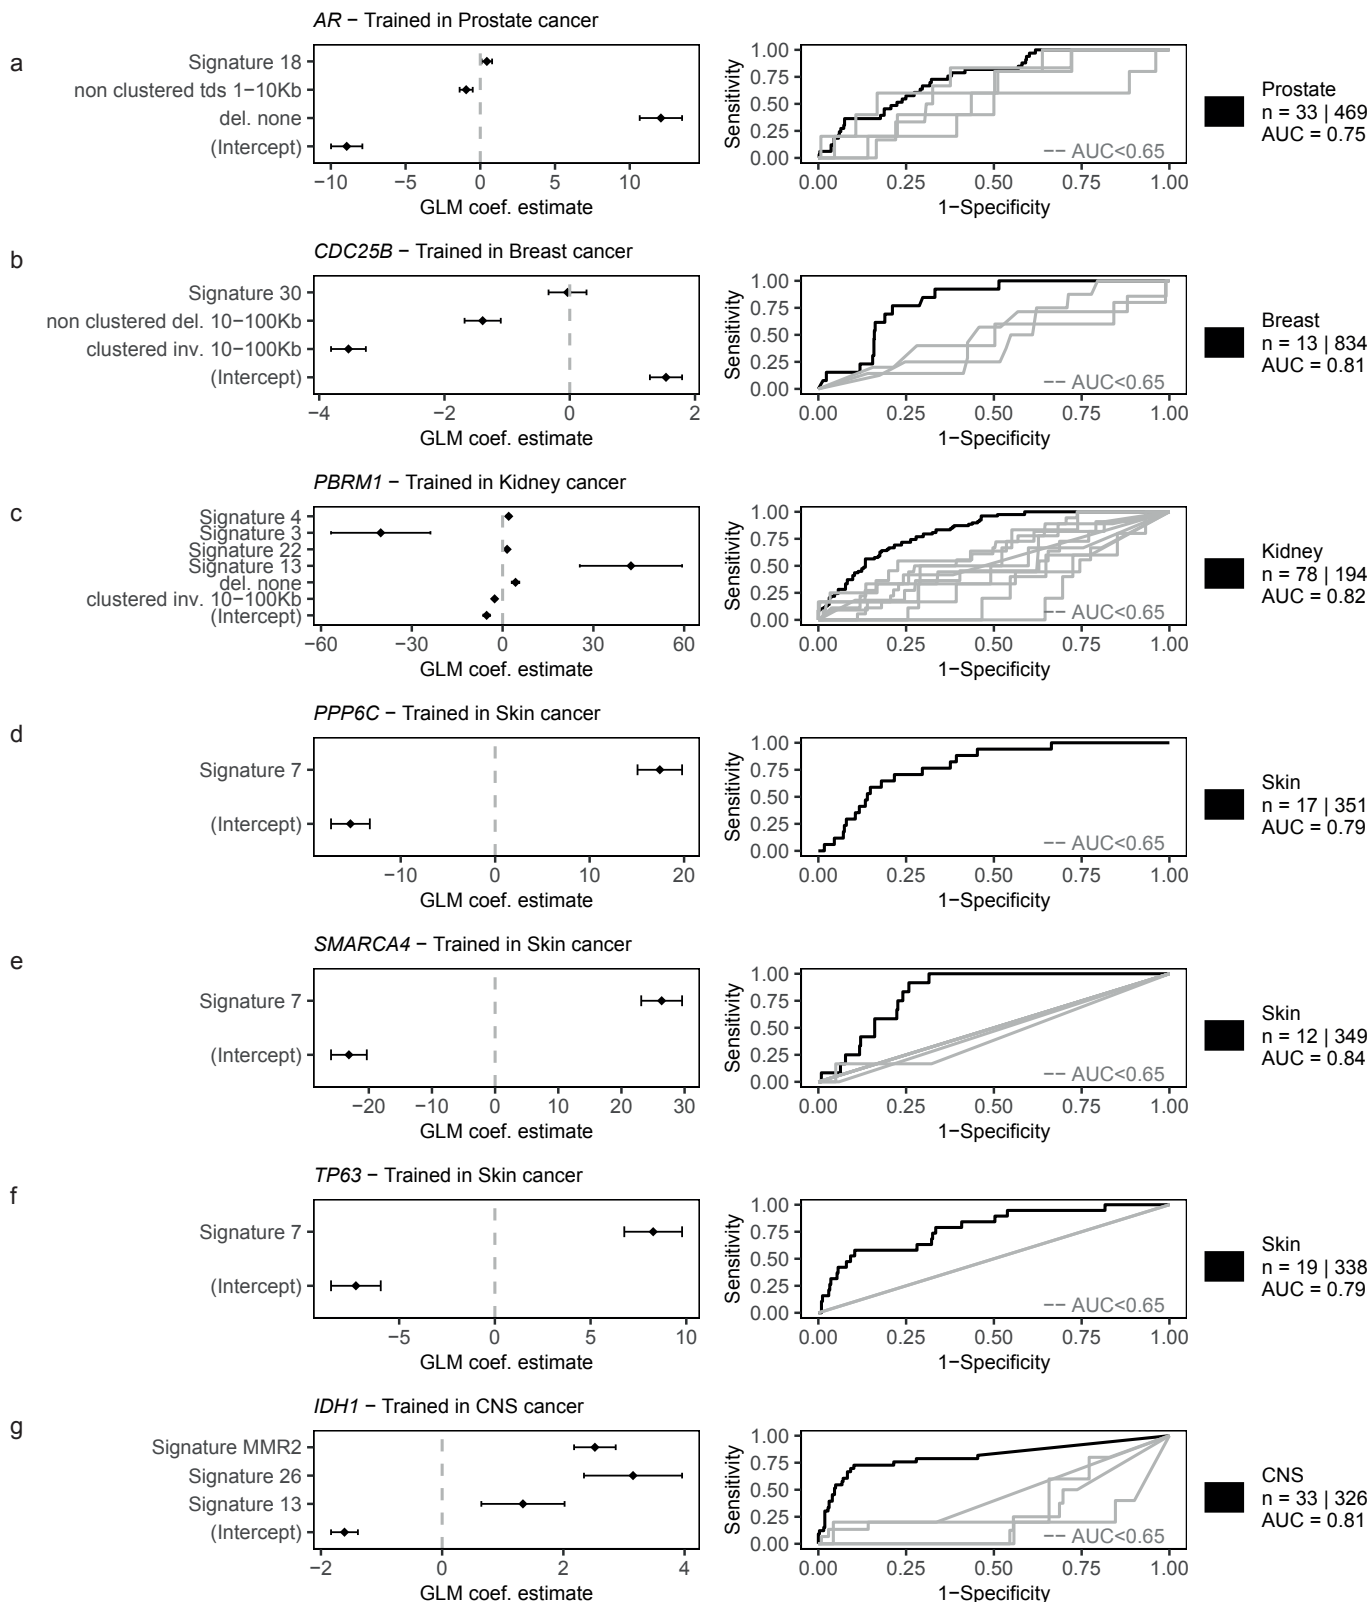 AR − Trained in Prostate cancer
a
Signature 18
non clustered tds 1−10Kb
del. none
(Intercept)
−10 −5 0 5 10
GLM coef. estimate
Sensitivity
1.00
0.75
0.50
0.25
0.00
AUC<0.65
0.00 0.25 0.50 0.75 1.00
1−Specificity
Prostate
n = 33 | 469
AUC = 0.75
CDC25B − Trained in Breast cancer
b
Signature 30
non clustered del. 10−100Kb
clustered inv. 10−100Kb
(Intercept)
−4 −2 0 2
GLM coef. estimate
Sensitivity
1.00
0.75
0.50
0.25
0.00
AUC<0.65
0.00 0.25 0.50 0.75 1.00
1−Specificity
Breast
n = 13 | 834
AUC = 0.81
PBRM1 − Trained in Kidney cancer
c
Signature 4
Signature 3
Signature 22
Signature 13
del. none
clustered inv. 10−100Kb
(Intercept)
−60 −30 0 30 60
GLM coef. estimate
Sensitivity
1.00
0.75
0.50
0.25
0.00
AUC<0.65
0.00 0.25 0.50 0.75 1.00
1−Specificity
Kidney
n = 78 | 194
AUC = 0.82
PPP6C − Trained in Skin cancer
d
Signature 7
(Intercept)
−10 0 10 20
GLM coef. estimate
Sensitivity
1.00
0.75
0.50
0.25
0.00
AUC<0.65
0.00 0.25 0.50 0.75 1.00
1−Specificity
Skin
n = 17 | 351
AUC = 0.79
SMARCA4 − Trained in Skin cancer
e
Signature 7
(Intercept)
−20 −10 0 10 20 30
GLM coef. estimate
Sensitivity
1.00
0.75
0.50
0.25
0.00
AUC<0.65
0.00 0.25 0.50 0.75 1.00
1−Specificity
Skin
n = 12 | 349
AUC = 0.84
TP63 − Trained in Skin cancer
f
Signature 7
(Intercept)
−5 0 5 10
GLM coef. estimate
Sensitivity
1.00
0.75
0.50
0.25
0.00
AUC<0.65
0.00 0.25 0.50 0.75 1.00
1−Specificity
Skin
n = 19 | 338
AUC = 0.79
IDH1 − Trained in CNS cancer
g
Signature MMR2
Signature 26
Signature 13
(Intercept)
−2 0 2 4
GLM coef. estimate
Sensitivity
1.00
0.75
0.50
0.25
0.00
AUC<0.65
0.00 0.25 0.50 0.75 1.00
1−Specificity
CNS
n = 33 | 326
AUC = 0.81